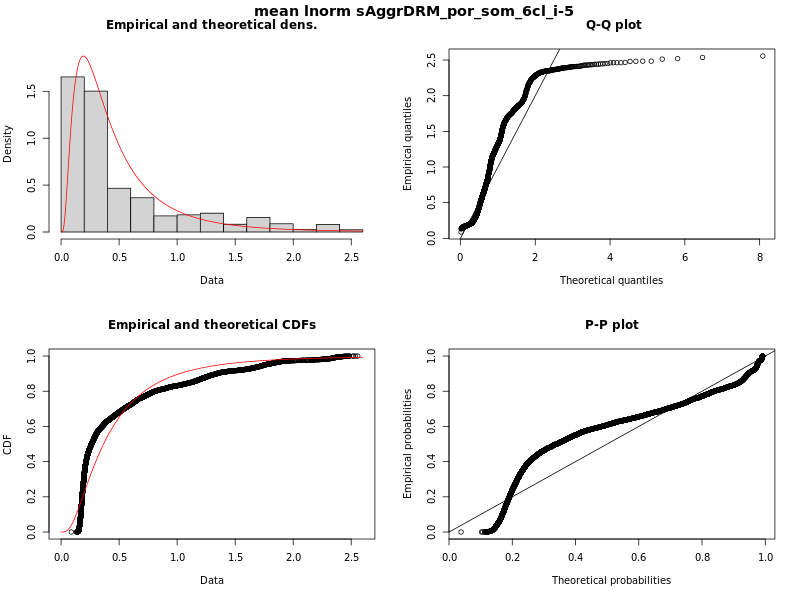 mean lnorm sAggrDRM_por_som_6cl_i-5
Empirical and theoretical dens.
Density
0.0 0.5 1.0 1.5
0.0 0.5 1.0 1.5 2.0 2.5
Data
Q-Q plot
Empirical quantiles
0.0 0.5 1.0 1.5 2.0 2.5
0 2 4 6 8
Theoretical quantiles
Empirical and theoretical CDFs
CDF
0.0 0.2 0.4 0.6 0.8 1.0
0.0 0.5 1.0 1.5 2.0 2.5
Data
P-P plot
Empirical probabilities
0.0 0.2 0.4 0.6 0.8 1.0
0.0 0.2 0.4 0.6 0.8 1.0
Theoretical probabilities